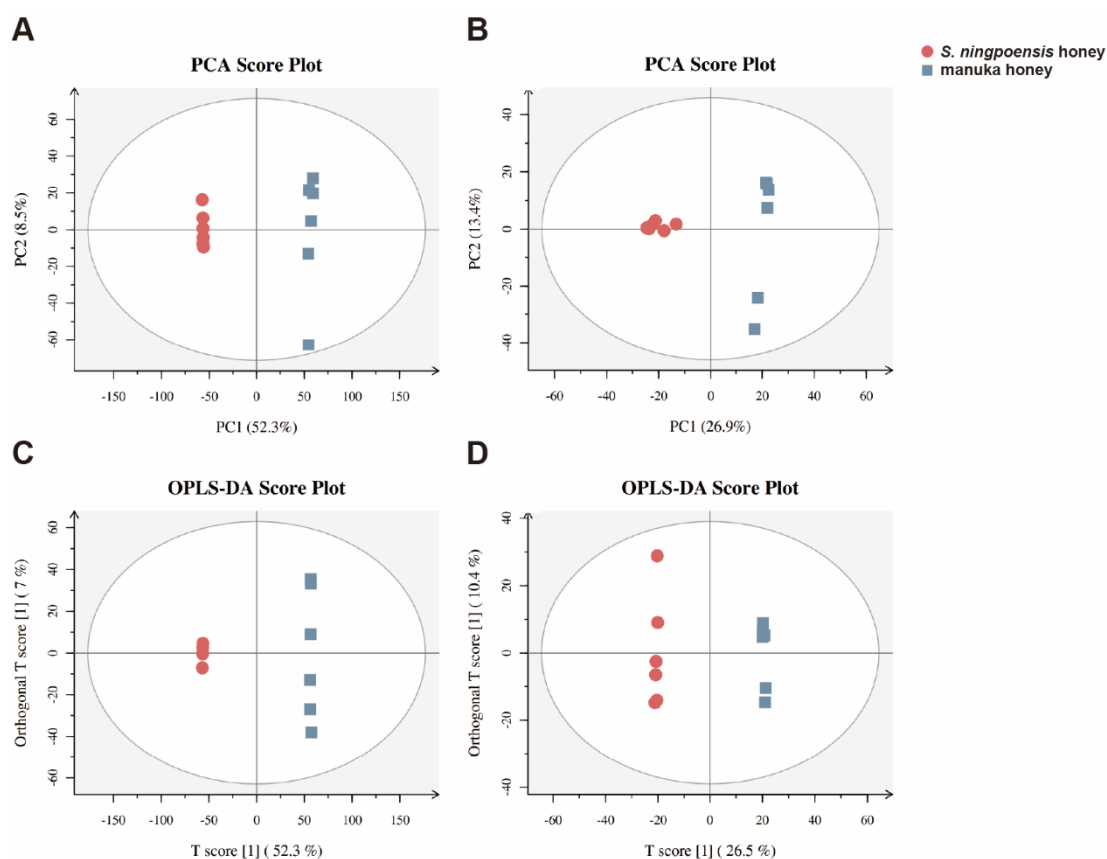 A
PCA Score Plot
PC2 (8.5%)
60
40
20
0
-20
-40
-60
-150
-100
-50
0
50
100
150
PC1 (52.3%)
B
PCA Score Plot
PC2 (13.4%)
40
20
0
-20
-40
-60
-40
-20
0
20
40
60
PC1 (26.9%)
S. ningpoensis honey
manuka honey
C
OPLS-DA Score Plot
Orthogonal T score [1] ( 7 %)
60
40
20
0
-20
-40
-60
-150
-100
-50
0
50
100
150
T score [1] ( 52.3 %)
D
OPLS-DA Score Plot
Orthogonal T score [1] ( 10.4 %)
40
20
0
-20
-40
-60
-40
-20
0
20
40
60
T score [1] ( 26.5 %)